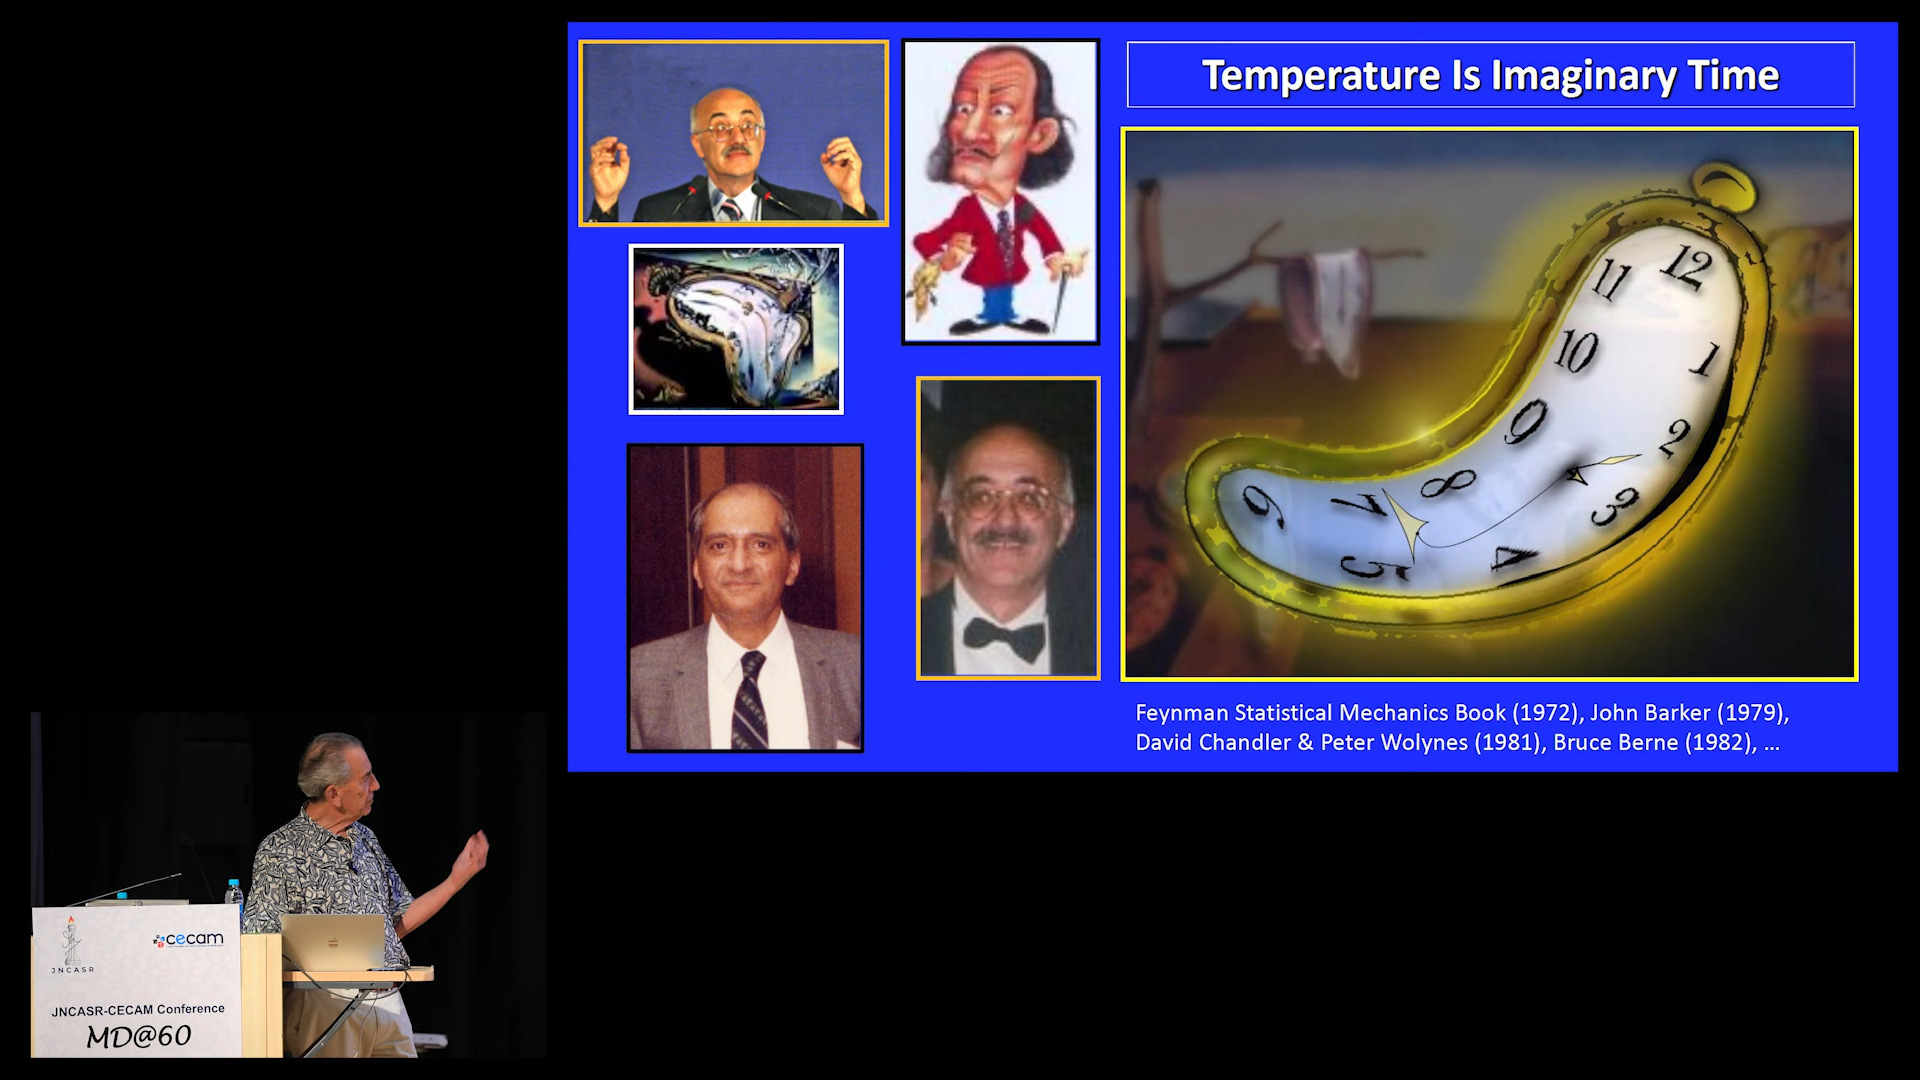 Temperature Is Imaginary Time
12
11
10
1
9
2
8
3
7
6
4
5
Feynman Statistical Mechanics Book (1972), John Barker (1979),
David Chandler & Peter Wolynes (1981), Bruce Berne (1982), ...
JNCASR
cecam
JNCASR-CECAM Conference
MD@60